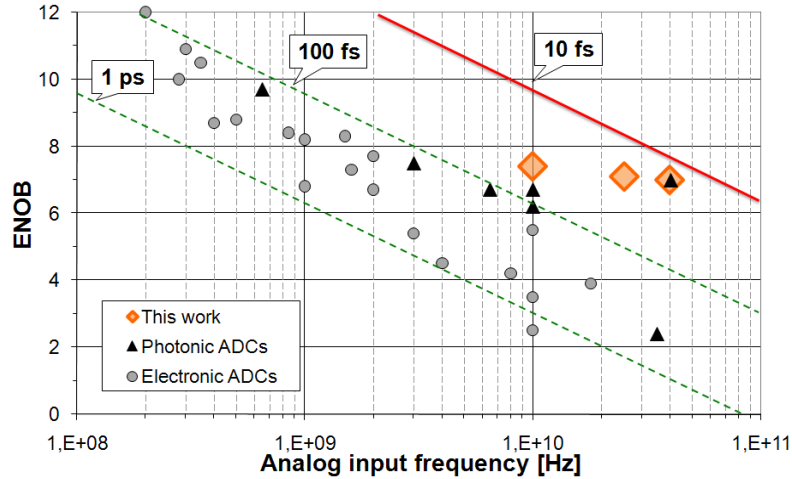 12
10
8
6
4
2
0
ENOB
1 ps
100 fs
10 fs
This work
Photonic ADCs
Electronic ADCs
1,E+08
1,E+09
1,E+10
1,E+11
Analog input frequency [Hz]